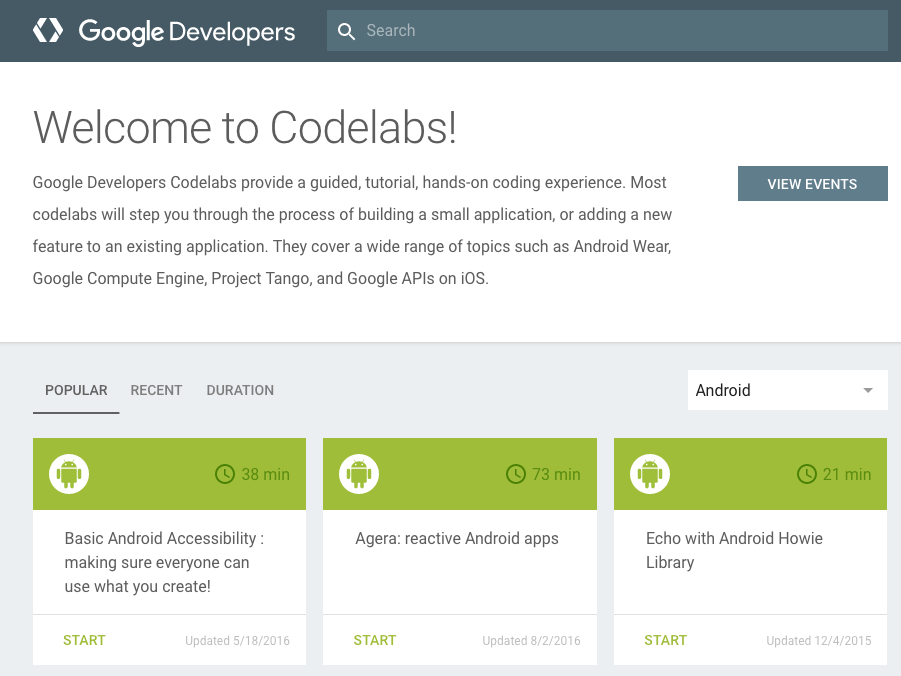 Google Developers
Search
Welcome to Codelabs!
Google Developers Codelabs provide a guided, tutorial, hands-on coding experience. Most
codelabs will step you through the process of building a small application, or adding a new
feature to an existing application. They cover a wide range of topics such as Android Wear,
Google Compute Engine, Project Tango, and Google APIs on iOS.
VIEW EVENTS
POPULAR RECENT DURATION
Android
38 min
Basic Android Accessibility :
making sure everyone can
use what you create!
START Updated 5/18/2016
73 min
Agera: reactive Android apps
START Updated 8/2/2016
21 min
Echo with Android Howie
Library
START Updated 12/4/2015